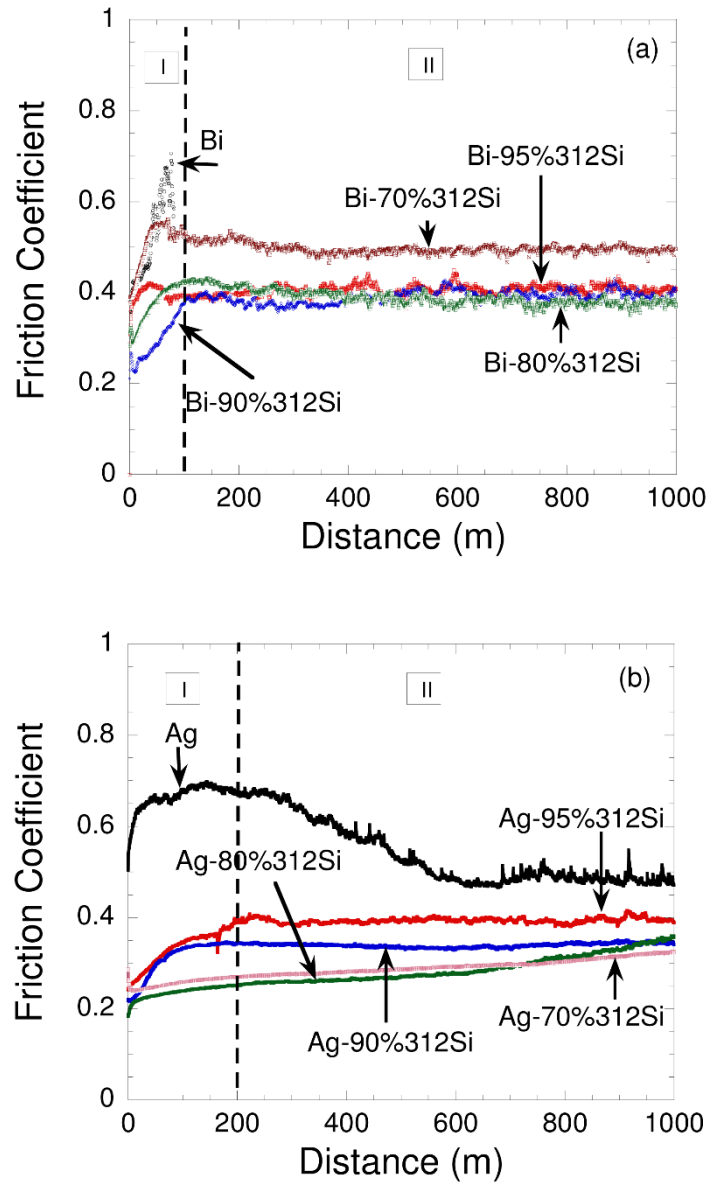 (a)
I
II
Bi
Bi-95%312Si
Bi-70%312Si
Bi-80%312Si
Bi-90%312Si
Friction Coefficient
1
0.8
0.6
0.4
0.2
0
0 200 400 600 800 1000
Distance (m)
(b)
I
II
Ag
Ag-95%312Si
Ag-80%312Si
Ag-70%312Si
Ag-90%312Si
Friction Coefficient
1
0.8
0.6
0.4
0.2
0
0 200 400 600 800 1000
Distance (m)